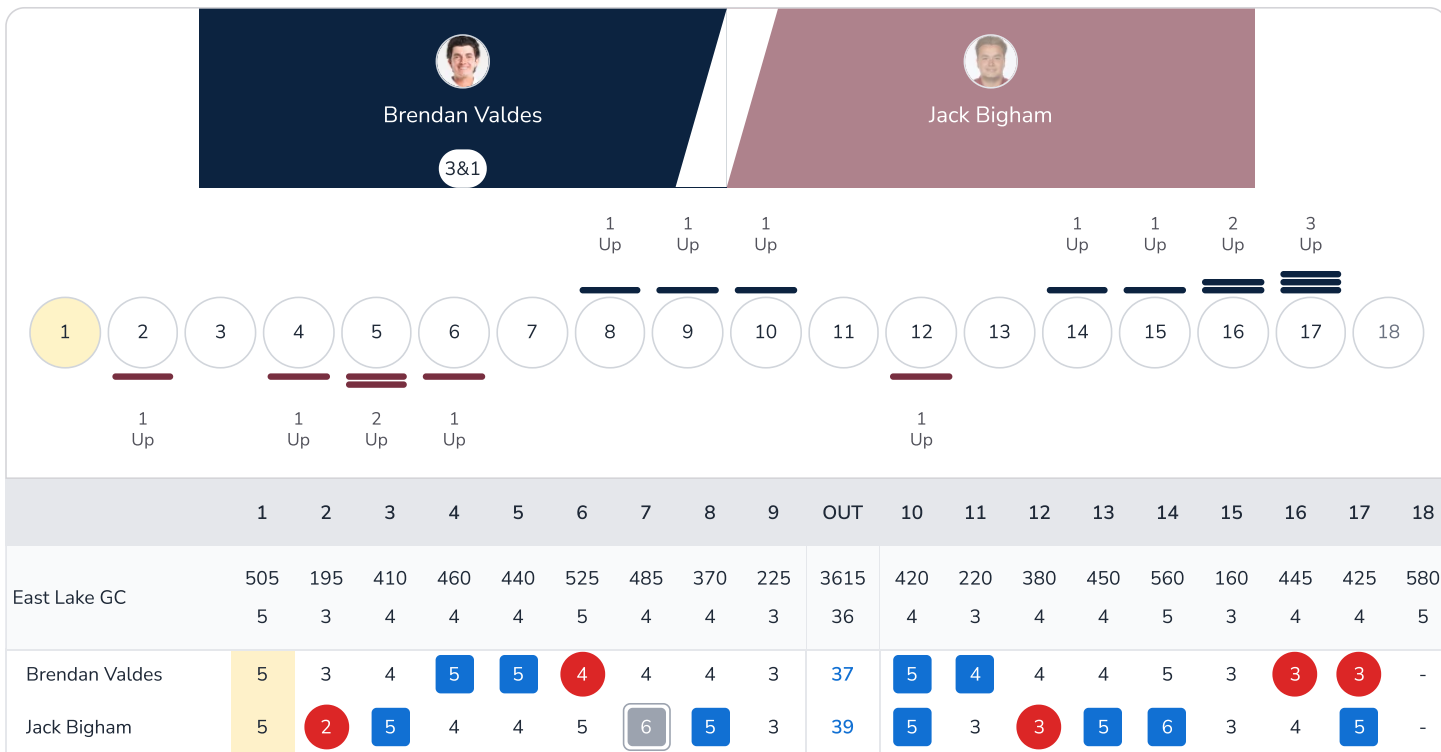 Brendan Valdes
Jack Bigham
3&1
1 1 1 1 1 2 3
Up Up Up Up Up Up Up
1 2 3 4 5 6 7 8 9 10 11 12 13 14 15 16 17 18
1 1 2 1 1
Up Up Up Up Up
1 2 3 4 5 6 7 8 9 OUT 10 11 12 13 14 15 16 17 18
505 195 410 460 440 525 485 370 225 3615 420 220 380 450 560 160 445 425 580
East Lake GC
5 3 4 4 4 5 4 4 3 36 4 3 4 4 5 3 4 4 5
Brendan Valdes 5 3 4 5 5 4 4 4 3 37 5 4 4 4 5 3 3 3 -
Jack Bigham 5 2 5 4 4 5 6 5 3 39 5 3 3 5 6 3 4 5 -